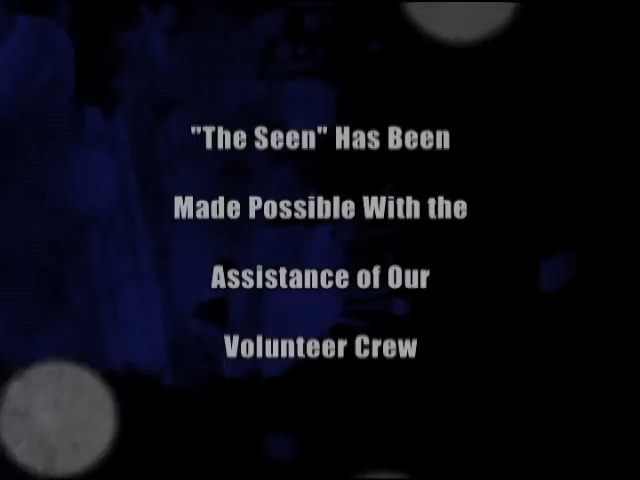 "The Seen" Has Been
Made Possible With the
Assistance of Our
Volunteer Crew